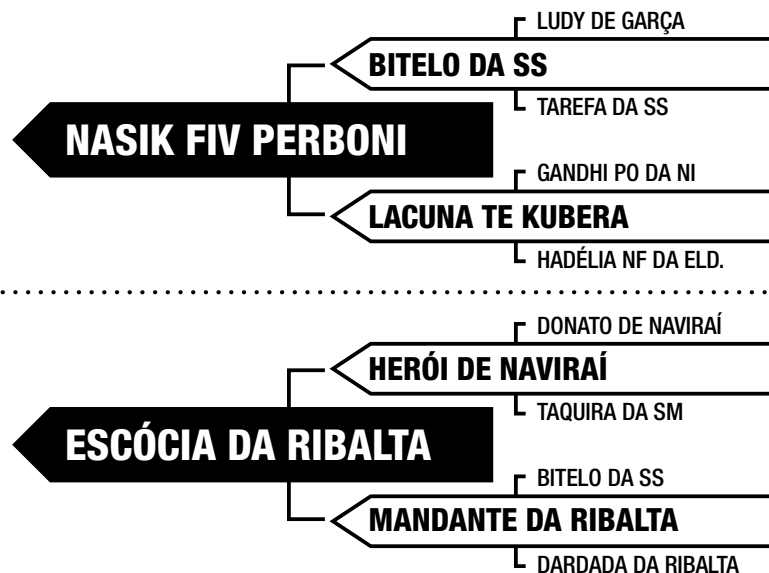 LUDY DE GARÇA
BITELO DA SS
TAREFA DA SS
NASIK FIV PERBONI
GANDHI PO DA NI
LACUNA TE KUBERA
HADÉLIA NF DA ELD.
DONATO DE NAVIRAÍ
HERÓI DE NAVIRAÍ
TAQUIRA DA SM
ESCÓCIA DA RIBALTA
BITELO DA SS
MANDANTE DA RIBALTA
DARDADA DA RIBALTA